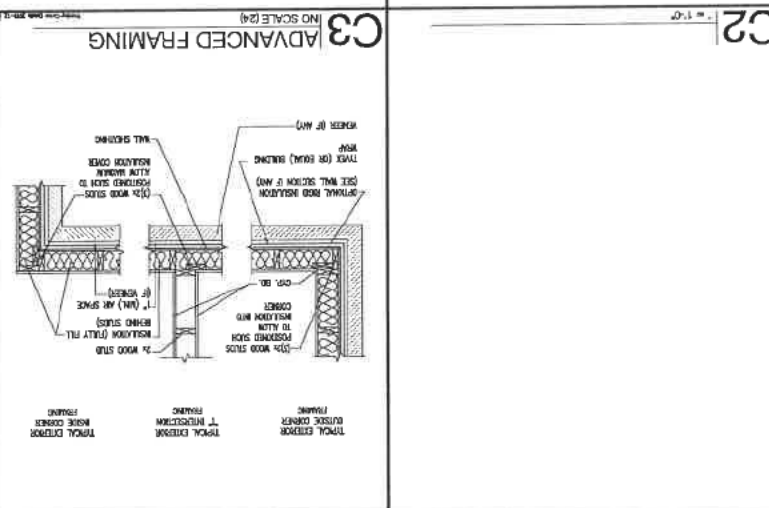 TYPICAL EXTERIOR
OUTSIDE CORNER
FRAMING
TYPICAL EXTERIOR
"T" INTERSECTION
FRAMING
TYPICAL EXTERIOR
INSIDE CORNER
FRAMING
(3)2x WOOD STUDS
POSITIONED SUCH
TO ALLOW
INSULATION INTO
CORNER
GYP. BD.
2x WOOD STUD
INSULATION (FULLY FILL
BEHIND STUDS)
1" (MIN.) AIR SPACE
(IF VENEER)
OPTIONAL RIGID INSULATION
(SEE WALL SECTION IF ANY)
TYVEX (OR EQUAL) BUILDING
WRAP
VENEER (IF ANY)
(3)2x WOOD STUDS
POSITIONED SUCH TO
ALLOW MAXIMUM
INSULATION COVER
WALL SHEATHING
C2
" = 1'-0"
C3
ADVANCED FRAMING
NO SCALE (24)